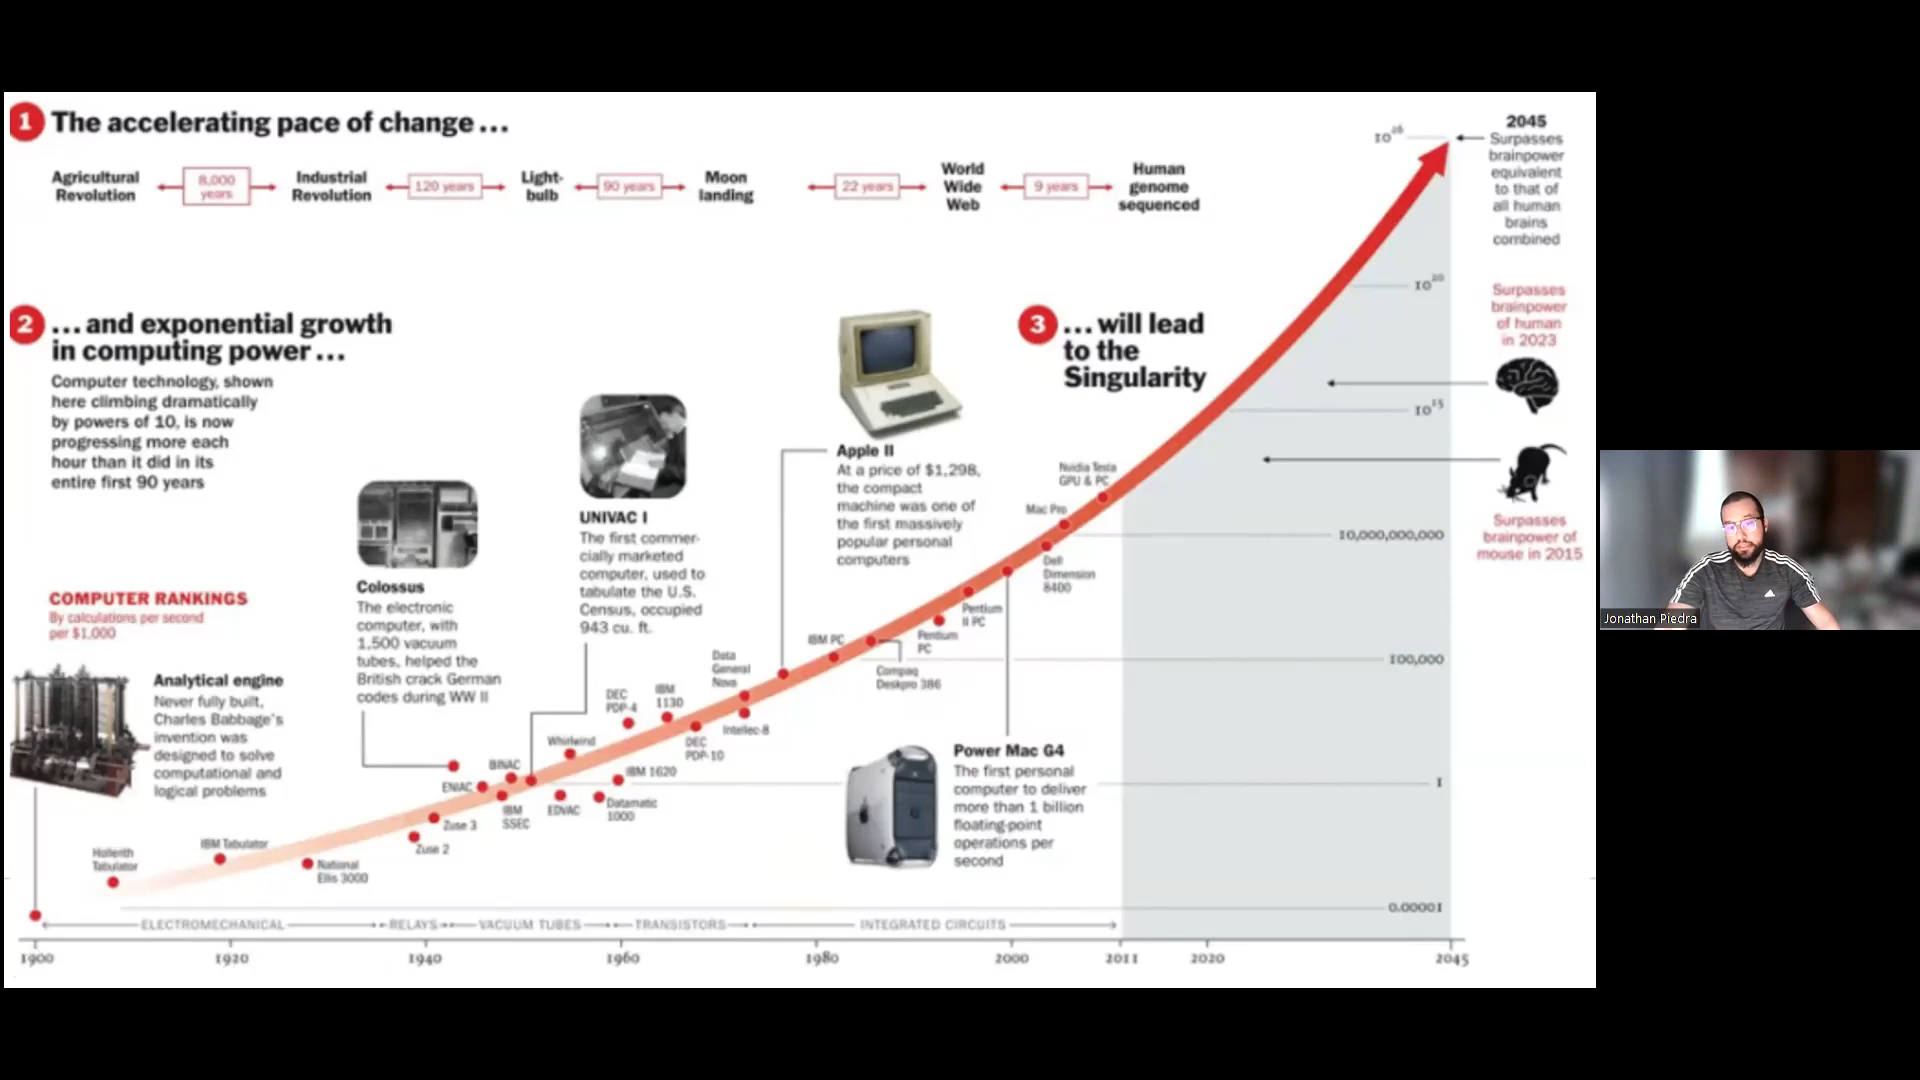 1 The accelerating pace of change ...
Agricultural
Revolution
8,000
years
Industrial
Revolution
120 years
Light-
bulb
90 years
Moon
landing
22 years
World
Wide
Web
9 years
Human
genome
sequenced
2 ... and exponential growth
in computing power ...
Computer technology, shown
here climbing dramatically
by powers of 10, is now
progressing more each
hour than it did in its
entire first 90 years
3 ... will lead
to the
Singularity
COMPUTER RANKINGS
By calculations per second
per $1,000
Analytical engine
Never fully built,
Charles Babbage's
invention was
designed to solve
computational and
logical problems
Colossus
The electronic
computer, with
1,500 vacuum
tubes, helped the
British crack German
codes during WW II
UNIVAC I
The first commer-
cially marketed
computer, used to
tabulate the U.S.
Census, occupied
943 cu. ft.
Apple II
At a price of $1,298,
the compact
machine was one of
the first massively
popular personal
computers
Power Mac G4
The first personal
computer to deliver
more than 1 billion
floating-point
operations per
second
Hollerith
Tabulator
IBM Tabulator
National
Ellis 3000
Zuse 2
Zuse 3
ENIAC
BINAC
IBM
SSEC
Whirlwind
EDVAC
Datamatic
1000
IBM 1620
DEC
PDP-4
IBM
1130
DEC
PDP-10
Data
General
Nova
Intellec-8
IBM PC
Compaq
Deskpro 386
Pentium
PC
Pentium
II PC
Dell
Dimension
8400
Mac Pro
Nvidia Tesla
GPU & PC
10²⁶
10²⁰
10¹⁵
10,000,000,000
100,000
1
0.00001
2045
Surpasses
brainpower
equivalent
to that of
all human
brains
combined
Surpasses
brainpower
of human
in 2023
Surpasses
brainpower of
mouse in 2015
ELECTROMECHANICAL
RELAYS
VACUUM TUBES
TRANSISTORS
INTEGRATED CIRCUITS
1900
1920
1940
1960
1980
2000
2011
2020
2045
Jonathan Piedra